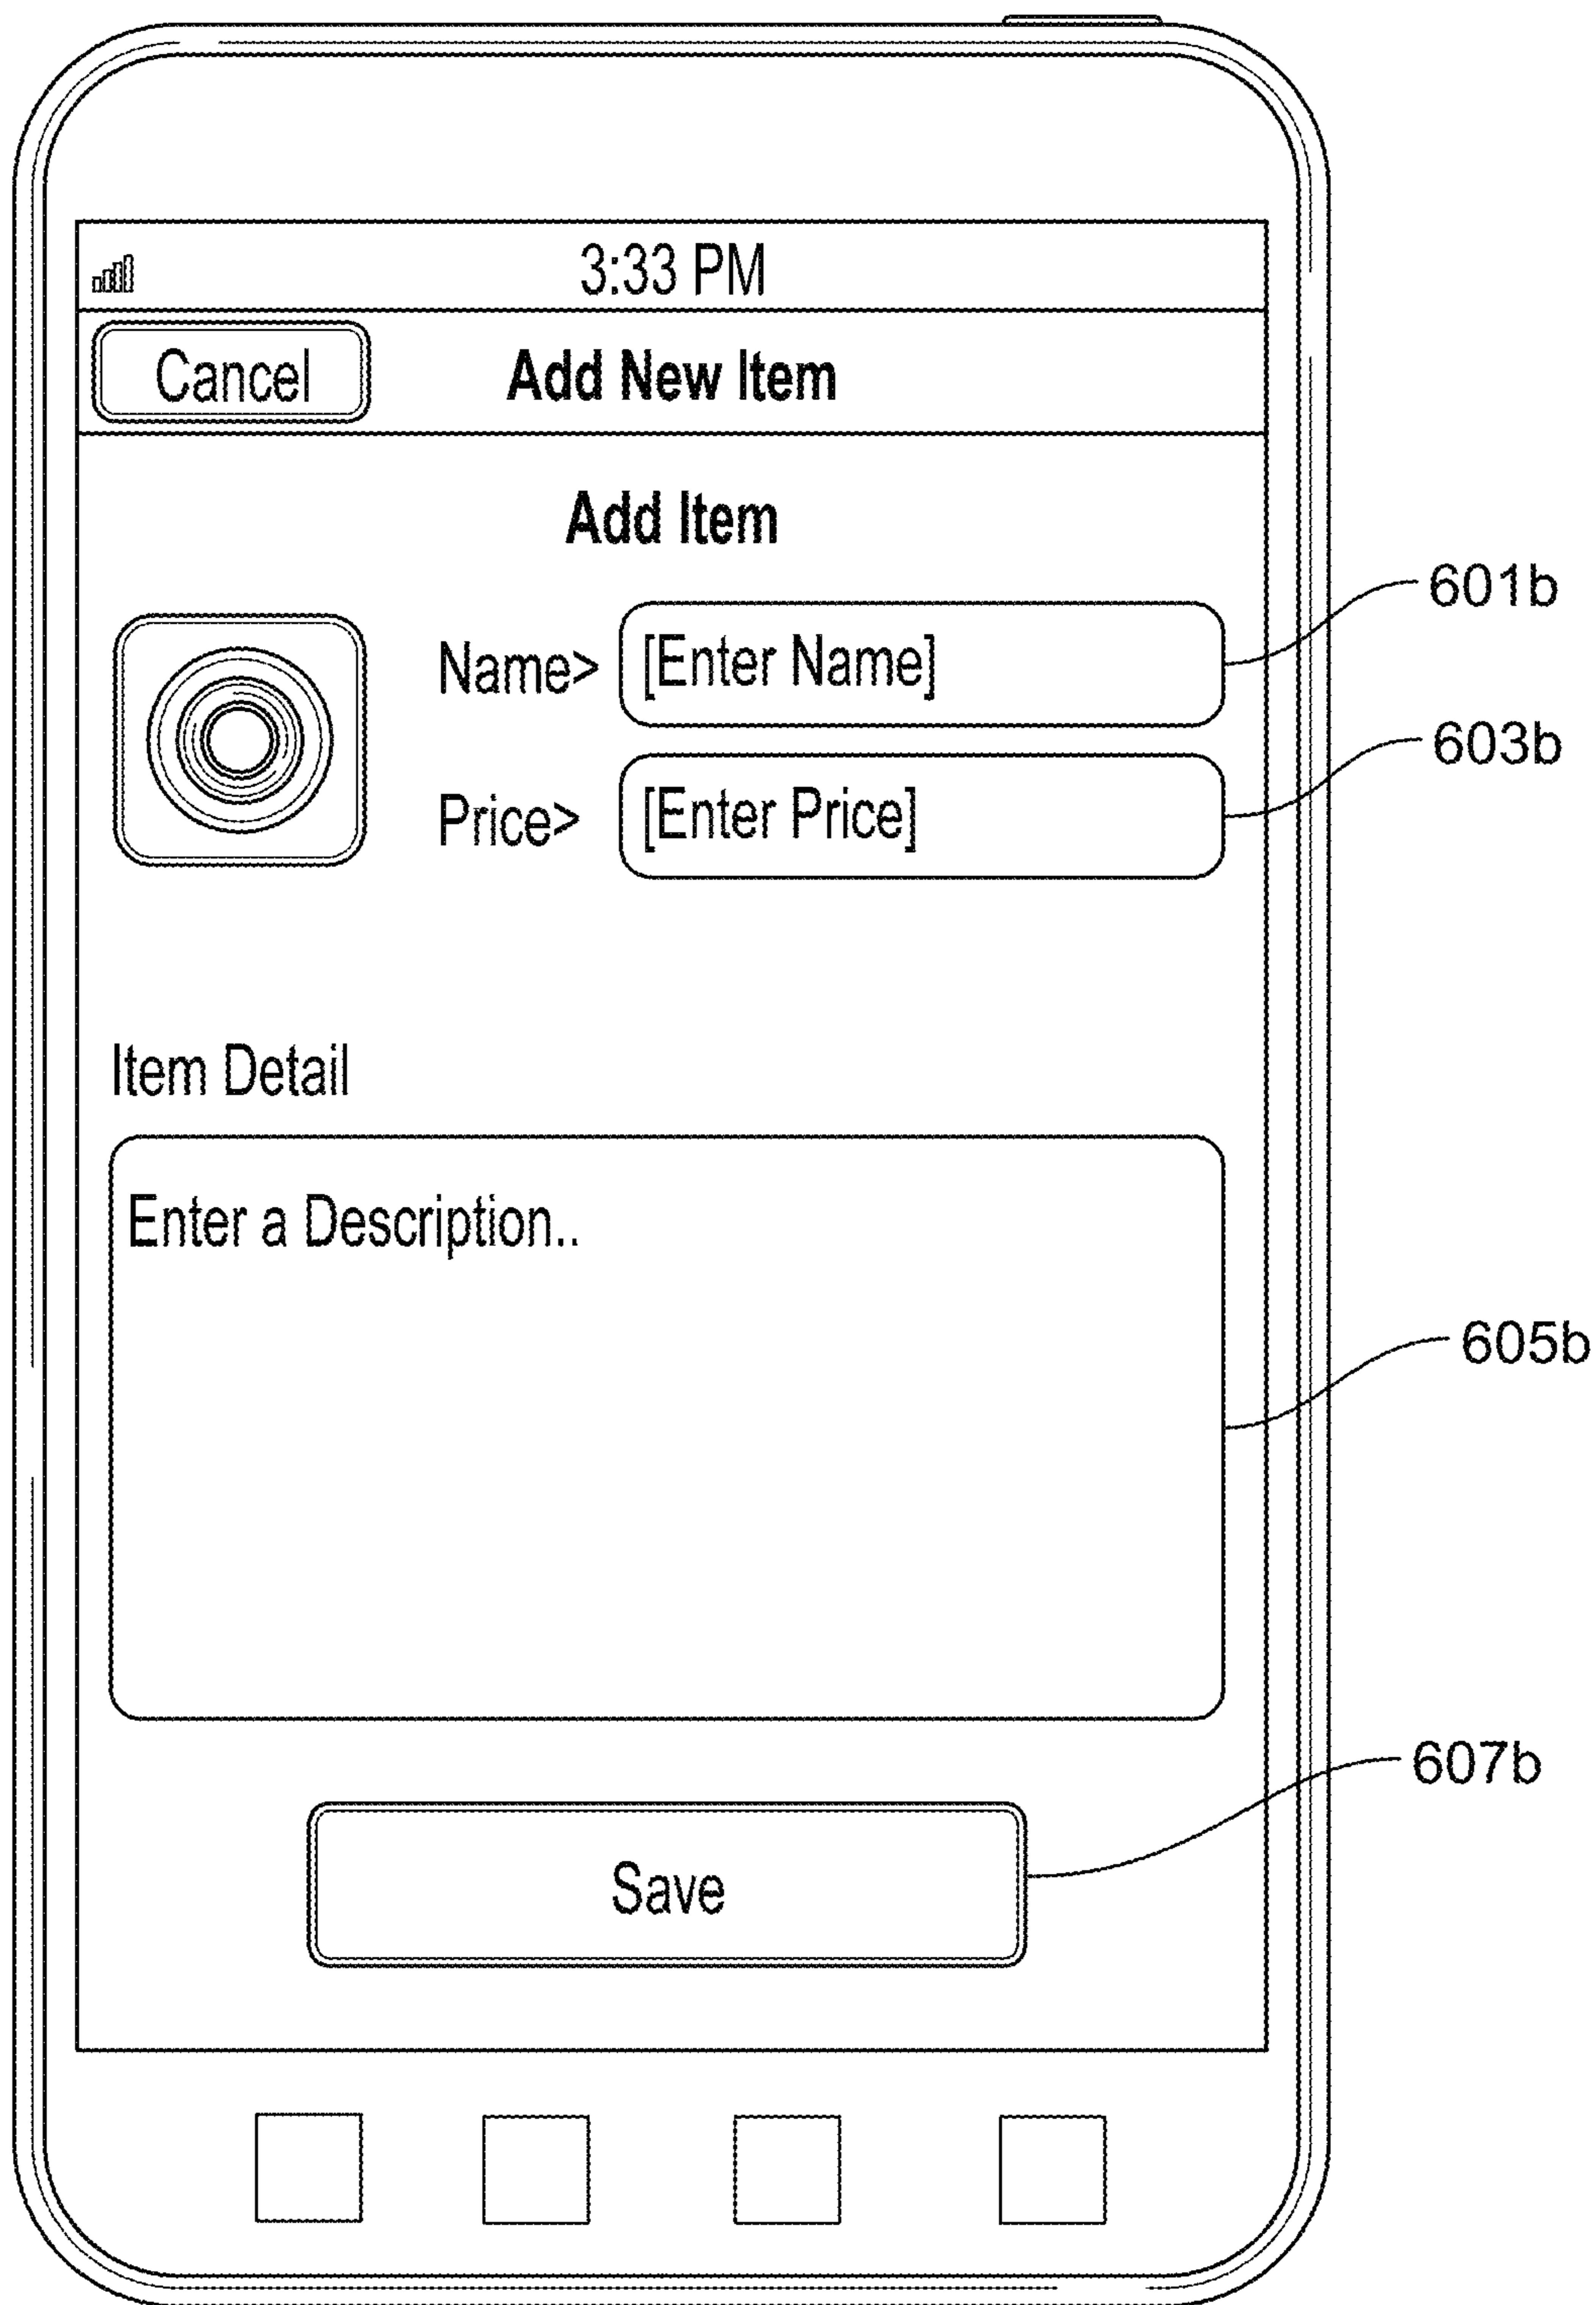 3:33 PM
Cancel
Add New Item
Add Item
Name> [Enter Name]
601b
Price> [Enter Price]
603b
Item Detail
Enter a Description..
605b
607b
Save